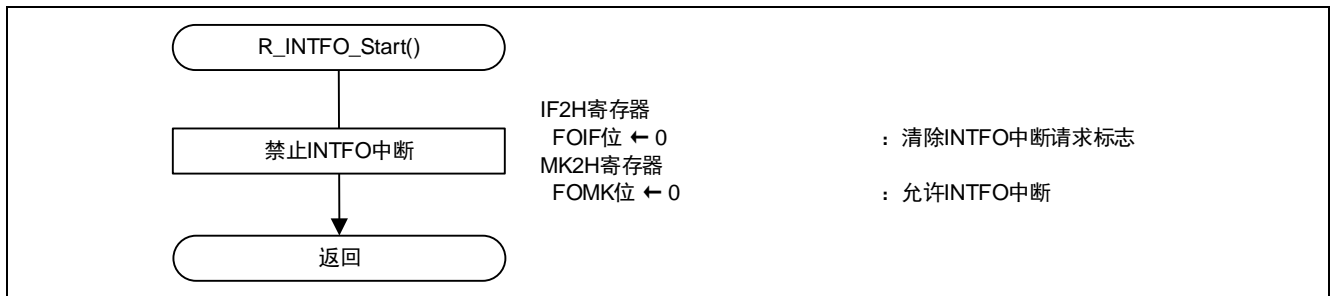 R_INTFO_Start()
禁止INTFO中断
IF2H寄存器
FOIF位 ← 0 ：清除INTFO中断请求标志
MK2H寄存器
FOMK位 ← 0 ：允许INTFO中断
返回